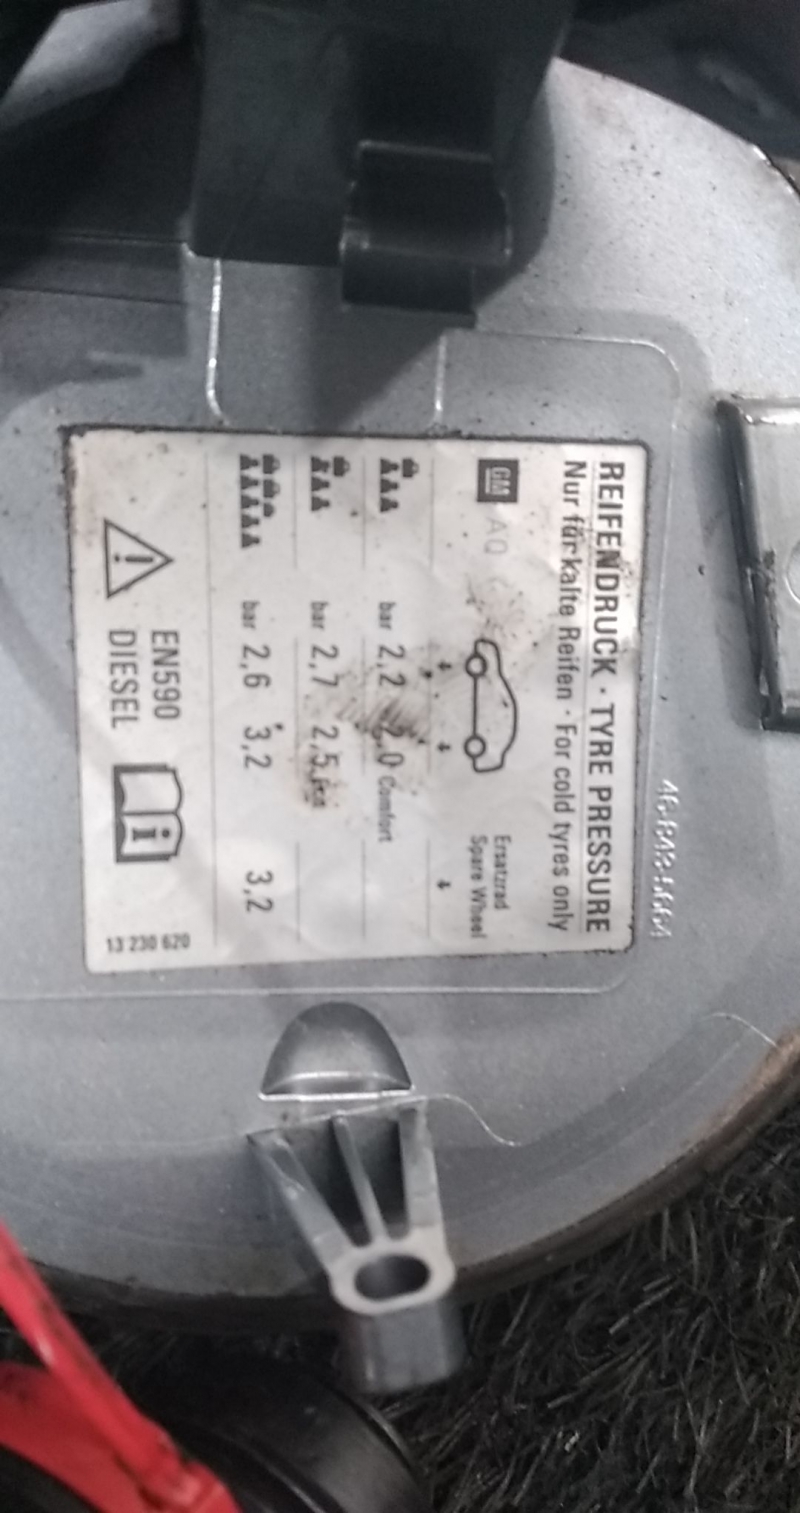 REIFENDRUCK · TYRE PRESSURE
Nur für kalte Reifen · For cold tyres only
GM AQ
Ersatzrad
Spare Wheel
bar 2,2 2,0 Comfort
bar 2,7 2,5
bar 2,6 3,2 3,2
EN590
DIESEL
13 230 620